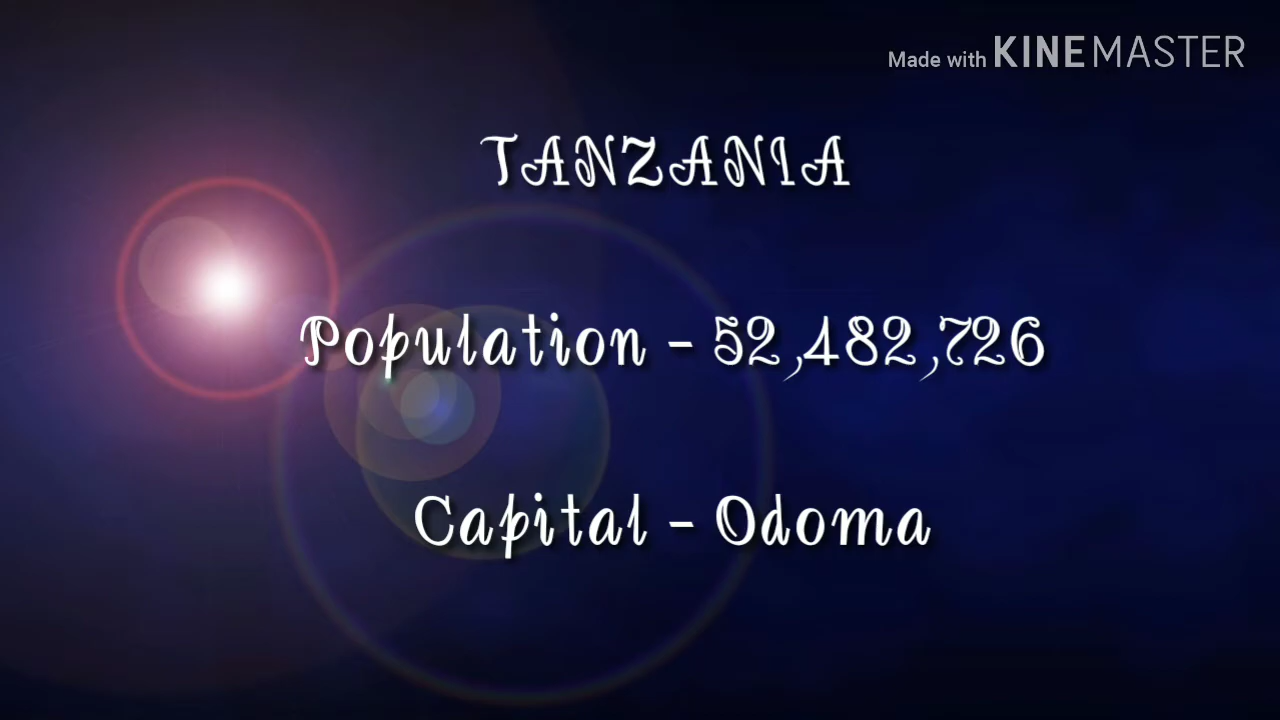 Made with KINEMASTER
TANZANIA
Population - 52,482,726
Capital - Odoma